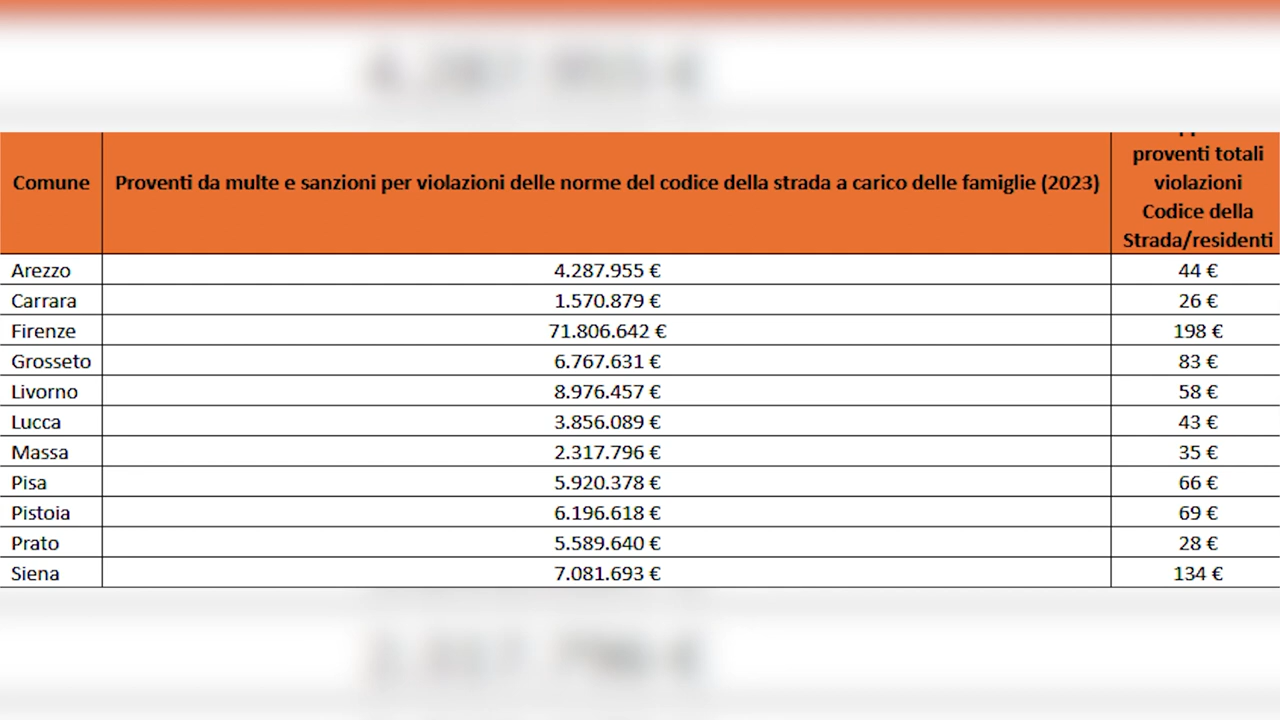 Comune Proventi da multe e sanzioni per violazioni delle norme del codice della strada a carico delle famiglie (2023)
proventi totali
violazioni
Codice della
Strada/residenti
Arezzo 4.287.955 € 44 €
Carrara 1.570.879 € 26 €
Firenze 71.806.642 € 198 €
Grosseto 6.767.631 € 83 €
Livorno 8.976.457 € 58 €
Lucca 3.856.089 € 43 €
Massa 2.317.796 € 35 €
Pisa 5.920.378 € 66 €
Pistoia 6.196.618 € 69 €
Prato 5.589.640 € 28 €
Siena 7.081.693 € 134 €